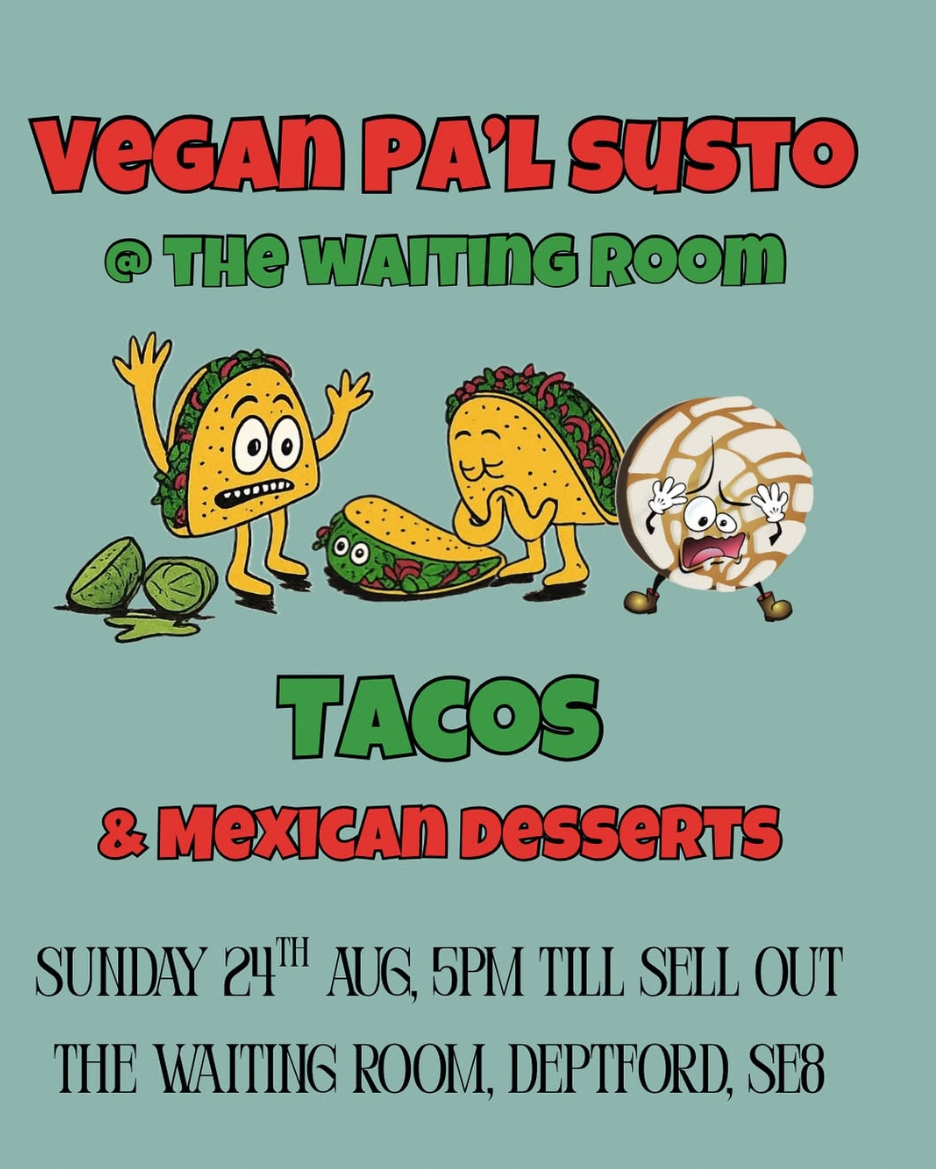 VEGAN PA'L SUSTO
@ THE WAITING ROOM
TACOS
& MEXICAN DESSERTS
SUNDAY 24TH AUG, 5PM TILL SELL OUT
THE WAITING ROOM, DEPTFORD, SE8